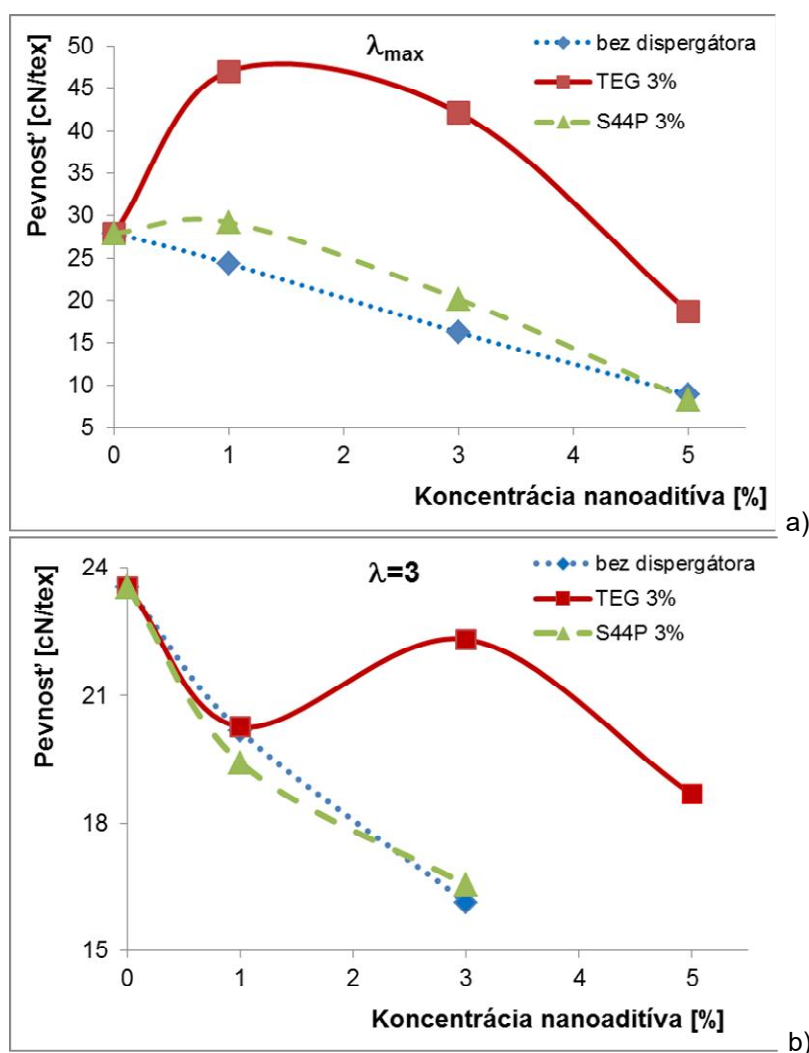 λmax
bez dispergátora
TEG 3%
S44P 3%
Pevnosť [cN/tex]
50
45
40
35
30
25
20
15
10
5
0 1 2 3 4 5
Koncentrácia nanoaditíva [%]
a)
λ=3
bez dispergátora
TEG 3%
S44P 3%
Pevnosť [cN/tex]
24
21
18
15
0 1 2 3 4 5
Koncentrácia nanoaditíva [%]
b)